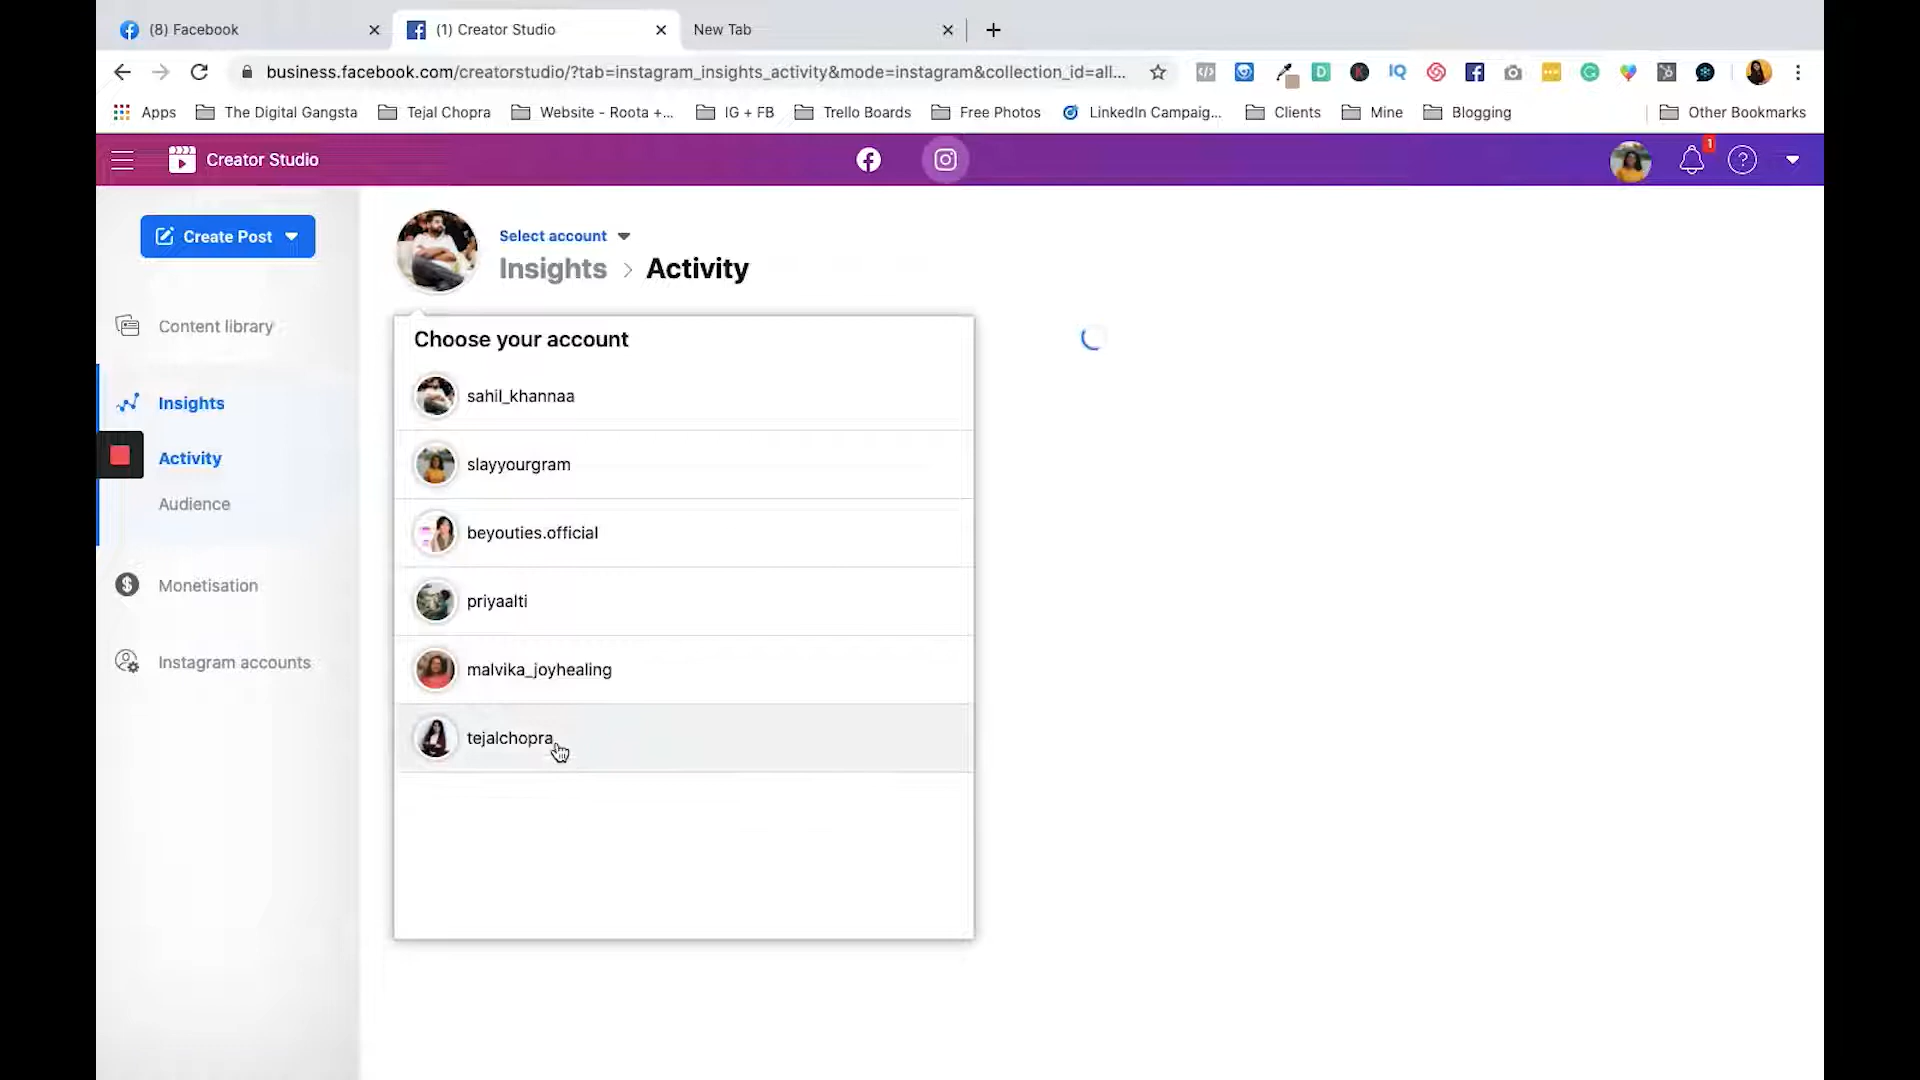 (8) Facebook
(1) Creator Studio
New Tab
business.facebook.com/creatorstudio/?tab=instagram_insights_activity&mode=instagram&collection_id=all...
IQ
D
K
Apps
The Digital Gangsta
Tejal Chopra
Website - Roota +...
IG + FB
Trello Boards
Free Photos
LinkedIn Campaig...
Clients
Mine
Blogging
Other Bookmarks
Creator Studio
1
Create Post
Select account
Insights > Activity
Content library
Insights
Activity
Audience
Monetisation
Instagram accounts
Choose your account
sahil_khannaa
slayyourgram
beyouties.official
priyaalti
malvika_joyhealing
tejalchopra